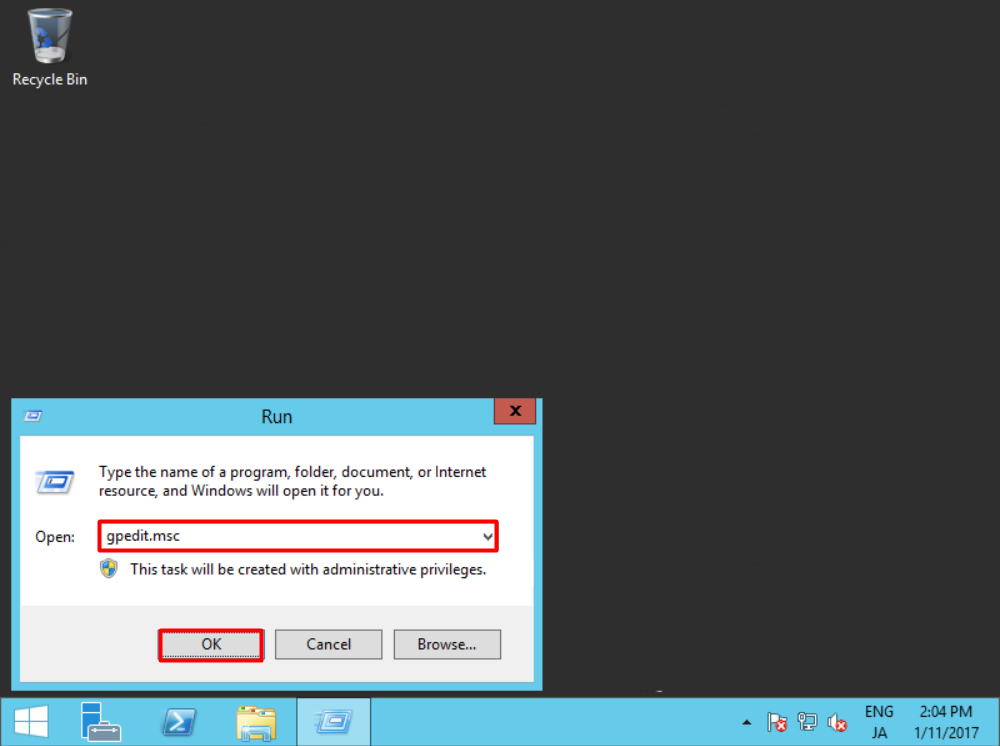 Recycle Bin
Run
x
Type the name of a program, folder, document, or Internet
resource, and Windows will open it for you.
Open:
gpedit.msc
This task will be created with administrative privileges.
OK
Cancel
Browse...
ENG
JA
2:04 PM
1/11/2017